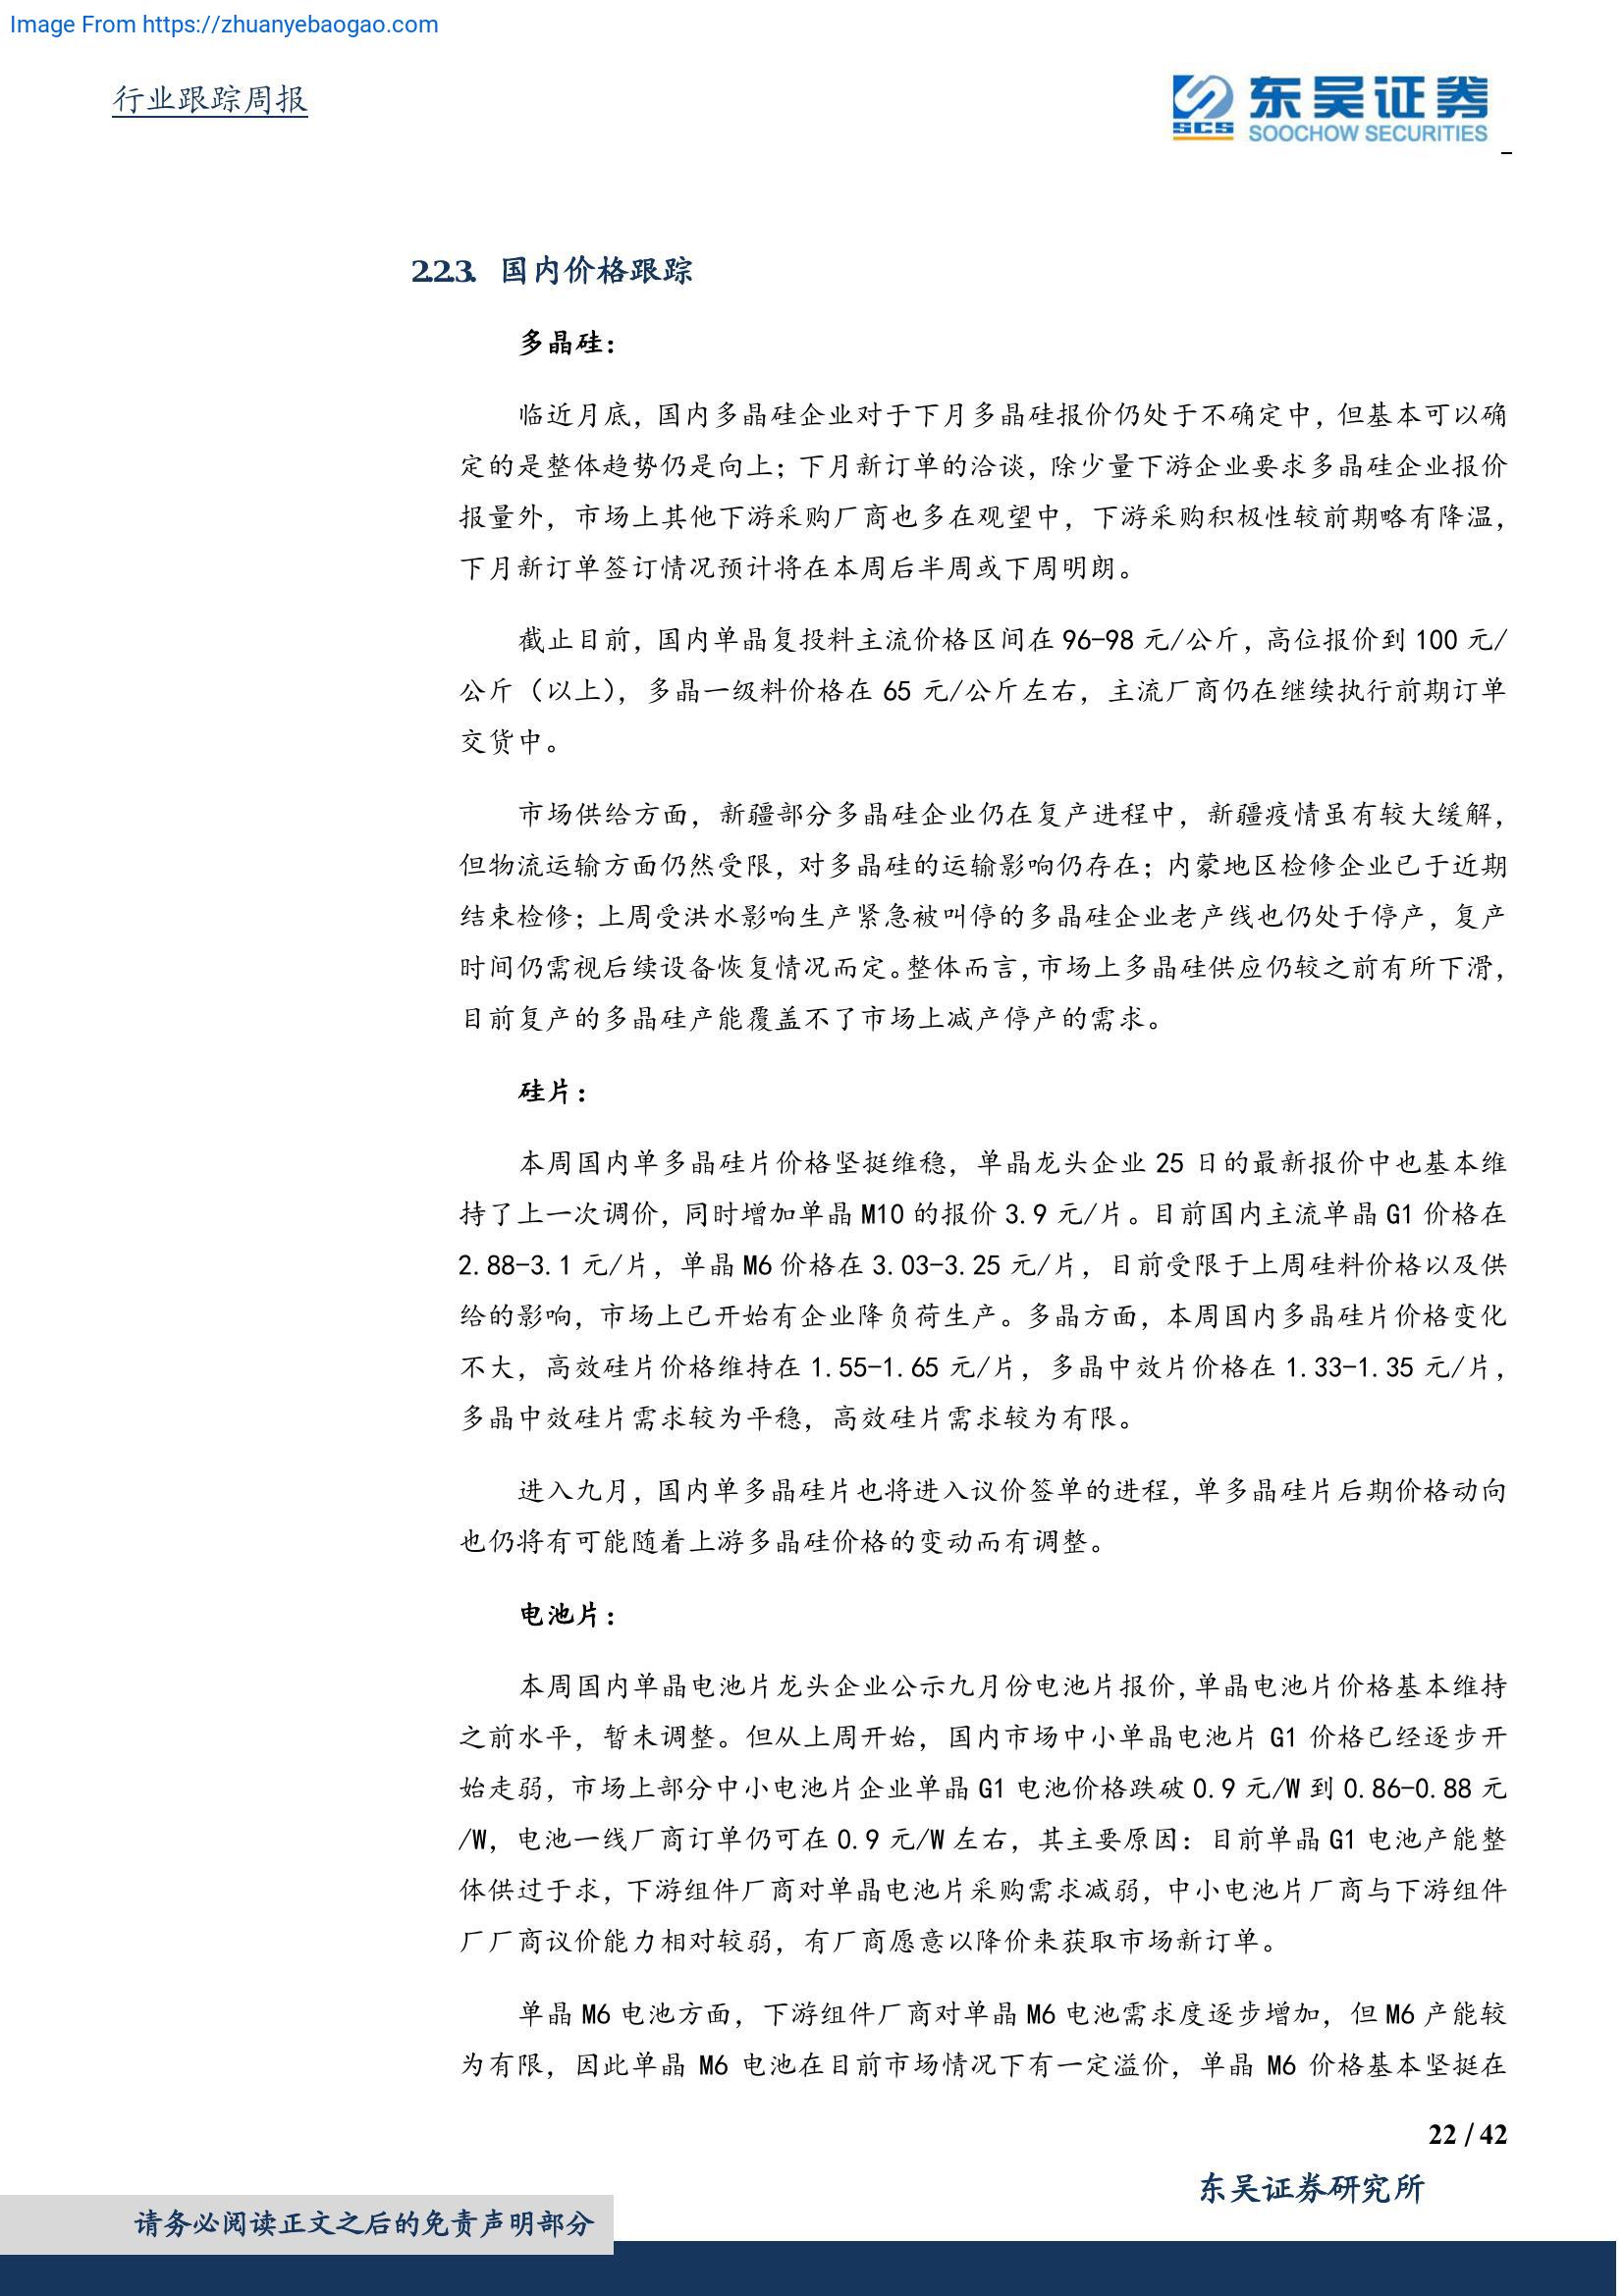 Image From https://zhuanyebaogao.com
行业跟踪周报
SCS
东吴证券
SOOCHOW SECURITIES
2.2.3. 国内价格跟踪
多晶硅：
临近月底，国内多晶硅企业对于下月多晶硅报价仍处于不确定中，但基本可以确
定的是整体趋势仍是向上；下月新订单的洽谈，除少量下游企业要求多晶硅企业报价
报量外，市场上其他下游采购厂商也多在观望中，下游采购积极性较前期略有降温，
下月新订单签订情况预计将在本周后半周或下周明朗。
截止目前，国内单晶复投料主流价格区间在 96-98 元/公斤，高位报价到 100 元/
公斤（以上），多晶一级料价格在 65 元/公斤左右，主流厂商仍在继续执行前期订单
交货中。
市场供给方面，新疆部分多晶硅企业仍在复产进程中，新疆疫情虽有较大缓解，
但物流运输方面仍然受限，对多晶硅的运输影响仍存在；内蒙地区检修企业已于近期
结束检修；上周受洪水影响生产紧急被叫停的多晶硅企业老产线也仍处于停产，复产
时间仍需视后续设备恢复情况而定。整体而言，市场上多晶硅供应仍较之前有所下滑，
目前复产的多晶硅产能覆盖不了市场上减产停产的需求。
硅片：
本周国内单多晶硅片价格坚挺维稳，单晶龙头企业 25 日的最新报价中也基本维
持了上一次调价，同时增加单晶 M10 的报价 3.9 元/片。目前国内主流单晶 G1 价格在
2.88-3.1 元/片，单晶 M6 价格在 3.03-3.25 元/片，目前受限于上周硅料价格以及供
给的影响，市场上已开始有企业降负荷生产。多晶方面，本周国内多晶硅片价格变化
不大，高效硅片价格维持在 1.55-1.65 元/片，多晶中效片价格在 1.33-1.35 元/片，
多晶中效硅片需求较为平稳，高效硅片需求较为有限。
进入九月，国内单多晶硅片也将进入议价签单的进程，单多晶硅片后期价格动向
也仍将有可能随着上游多晶硅价格的变动而有调整。
电池片：
本周国内单晶电池片龙头企业公示九月份电池片报价，单晶电池片价格基本维持
之前水平，暂未调整。但从上周开始，国内市场中小单晶电池片 G1 价格已经逐步开
始走弱，市场上部分中小电池片企业单晶 G1 电池价格跌破 0.9 元/W 到 0.86-0.88 元
/W，电池一线厂商订单仍可在 0.9 元/W 左右，其主要原因：目前单晶 G1 电池产能整
体供过于求，下游组件厂商对单晶电池片采购需求减弱，中小电池片厂商与下游组件
厂厂商议价能力相对较弱，有厂商愿意以降价来获取市场新订单。
单晶 M6 电池方面，下游组件厂商对单晶 M6 电池需求度逐步增加，但 M6 产能较
为有限，因此单晶 M6 电池在目前市场情况下有一定溢价，单晶 M6 价格基本坚挺在
22 / 42
东吴证券研究所
请务必阅读正文之后的免责声明部分